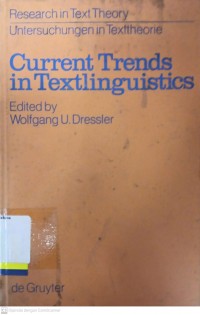 Research in Text Theory
Untersuchungen in Texttheorie
Current Trends
in Textlinguistics
Edited by
Wolfgang U. Dressler
de Gruyter